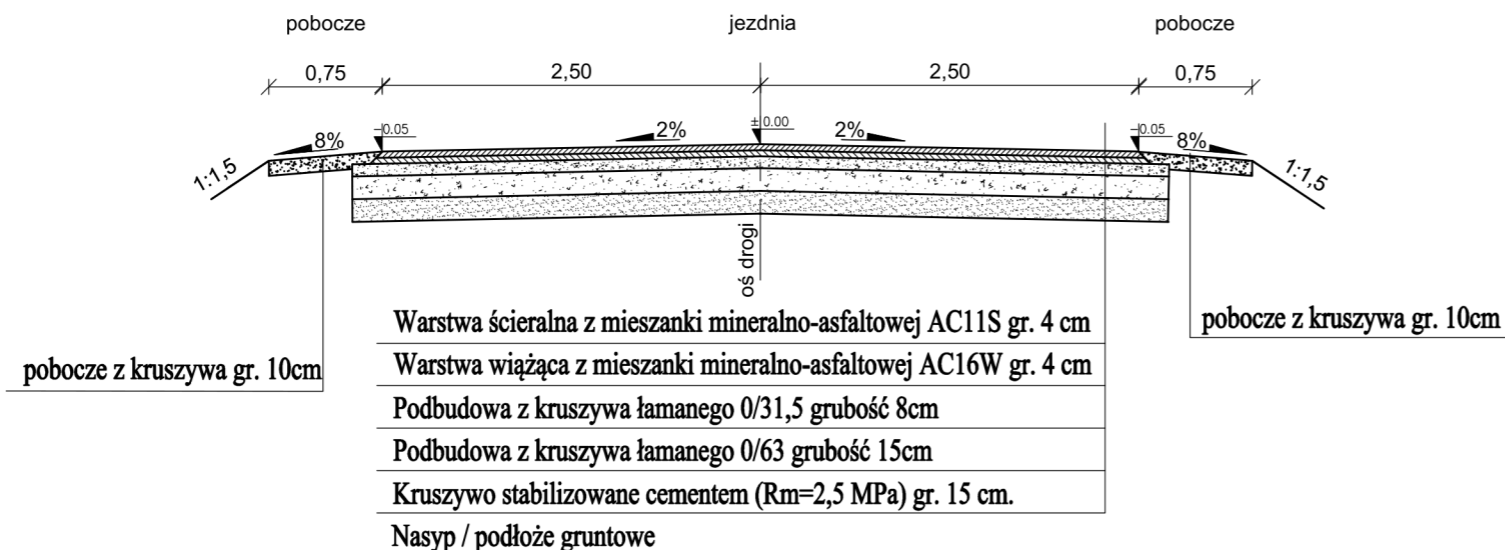 pobocze jezdnia pobocze
0,75 2,50 2,50 0,75
-0.05 ±0.00 -0.05
8% 2% 2% 8%
1:1,5 1:1,5
oś drogi
Warstwa ścieralna z mieszanki mineralno-asfaltowej AC11S gr. 4 cm
pobocze z kruszywa gr. 10cm
Warstwa wiążąca z mieszanki mineralno-asfaltowej AC16W gr. 4 cm
pobocze z kruszywa gr. 10cm
Podbudowa z kruszywa łamanego 0/31,5 grubość 8cm
Podbudowa z kruszywa łamanego 0/63 grubość 15cm
Kruszywo stabilizowane cementem (Rm=2,5 MPa) gr. 15 cm.
Nasyp / podłoże gruntowe